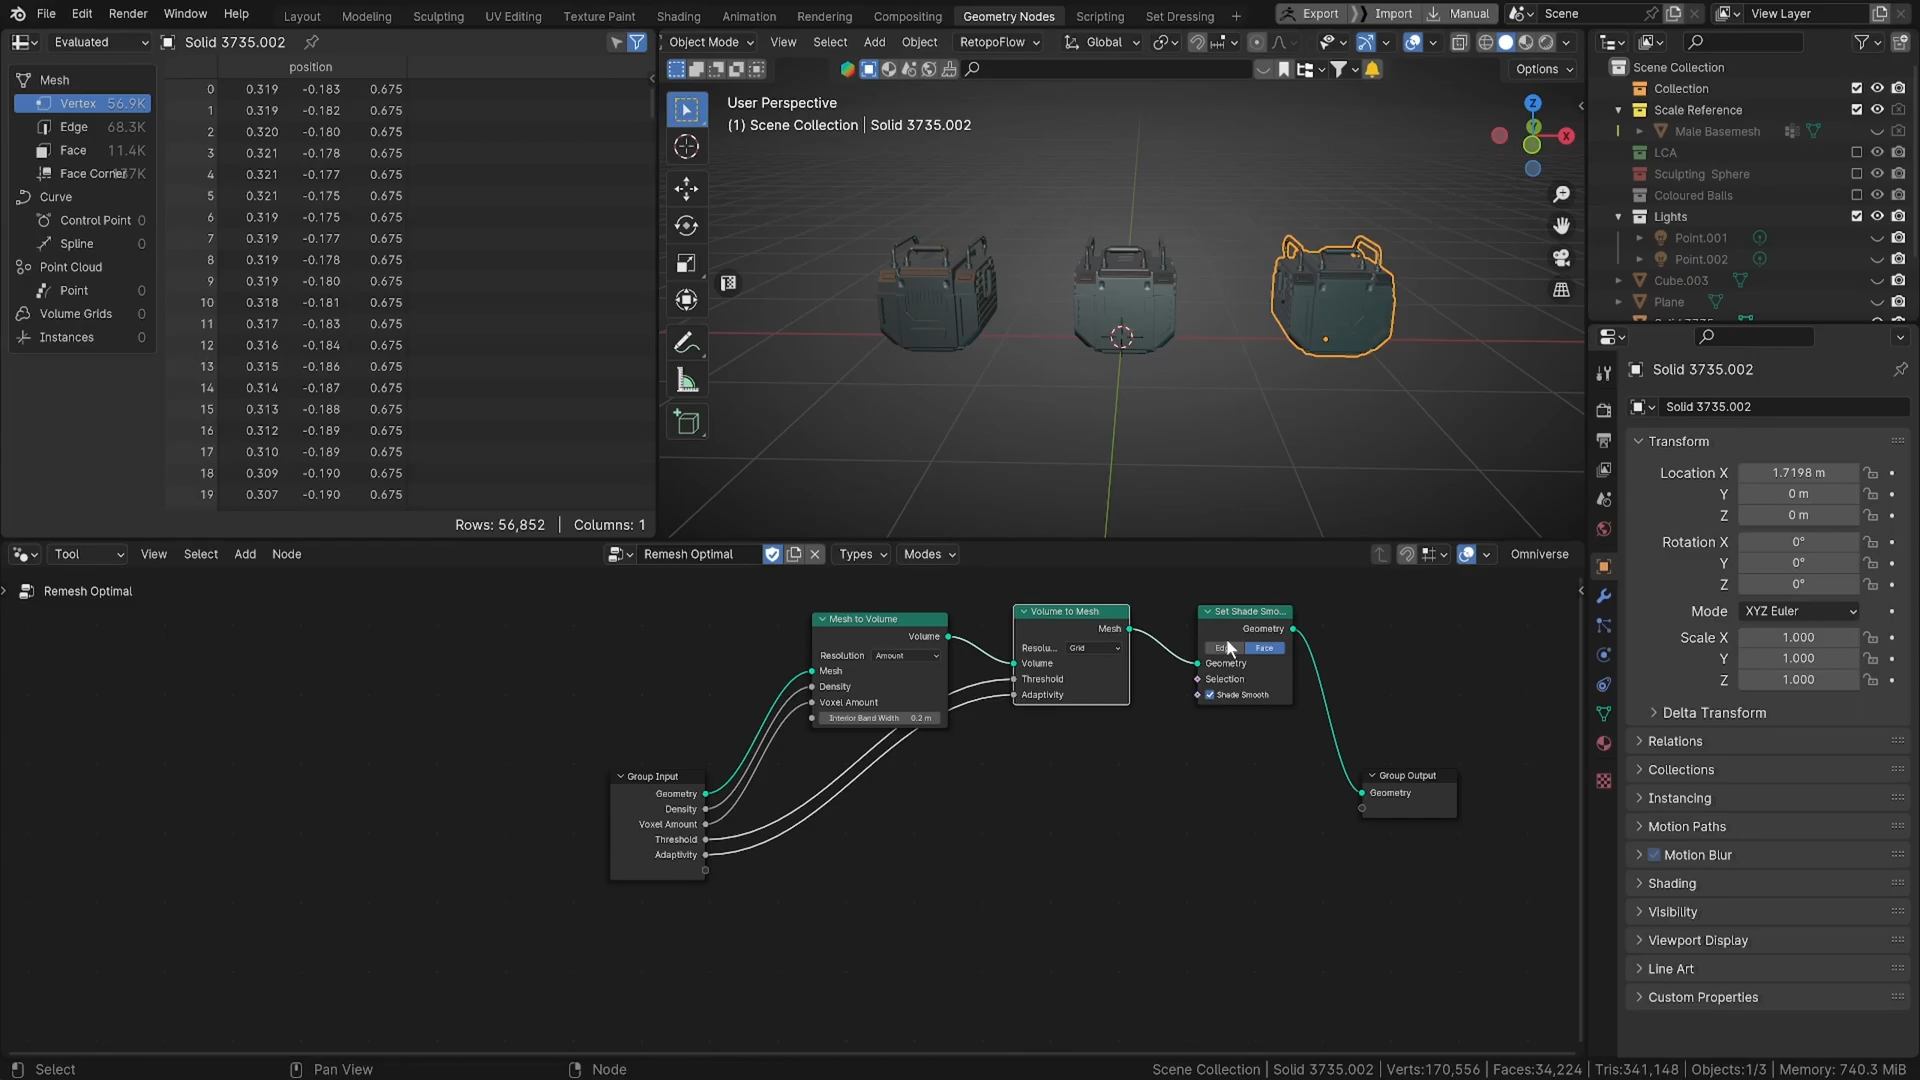 File Edit Render Window Help
Layout Modeling Sculpting UV Editing Texture Paint Shading Animation Rendering Compositing Geometry Nodes Scripting Set Dressing +
Export Import Manual Scene View Layer
Evaluated Solid 3735.002
Object Mode View Select Add Object RetopoFlow Global
Options
position
Mesh
Vertex 56.9K
Edge 68.3K
Face 11.4K
Face Corner
Curve
Control Point 0
Spline 0
Point Cloud
Point 0
Volume Grids 0
Instances 0
0 0.319 -0.183 0.675
1 0.319 -0.182 0.675
2 0.320 -0.180 0.675
3 0.321 -0.178 0.675
4 0.321 -0.177 0.675
5 0.321 -0.175 0.675
6 0.319 -0.175 0.675
7 0.319 -0.177 0.675
8 0.319 -0.178 0.675
9 0.319 -0.180 0.675
10 0.318 -0.181 0.675
11 0.317 -0.183 0.675
12 0.316 -0.184 0.675
13 0.315 -0.186 0.675
14 0.314 -0.187 0.675
15 0.313 -0.188 0.675
16 0.312 -0.189 0.675
17 0.310 -0.189 0.675
18 0.309 -0.190 0.675
19 0.307 -0.190 0.675
Rows: 56,852 | Columns: 1
User Perspective
(1) Scene Collection | Solid 3735.002
Z
Y
X
Scene Collection
Collection
Scale Reference
Male Basemesh
LCA
Sculpting Sphere
Coloured Balls
Lights
Point.001
Point.002
Cube.003
Plane
Solid 3735.002
Solid 3735.002
Transform
Location X 1.7198 m
Y 0 m
Z 0 m
Rotation X 0°
Y 0°
Z 0°
Mode XYZ Euler
Scale X 1.000
Y 1.000
Z 1.000
Delta Transform
Relations
Collections
Instancing
Motion Paths
Motion Blur
Shading
Visibility
Viewport Display
Line Art
Custom Properties
Tool View Select Add Node Remesh Optimal Types Modes Omniverse
Remesh Optimal
Mesh to Volume
Volume
Resolution Amount
Mesh
Density
Voxel Amount
Interior Band Width 0.2 m
Volume to Mesh
Mesh
Resolu... Grid
Volume
Threshold
Adaptivity
Set Shade Smo...
Geometry
Face
Geometry
Selection
Shade Smooth
Group Input
Geometry
Density
Voxel Amount
Threshold
Adaptivity
Group Output
Geometry
Select Pan View Node Scene Collection | Solid 3735.002 | Verts:170,556 | Faces:34,224 | Tris:341,148 | Objects:1/3 | Memory: 740.3 MiB